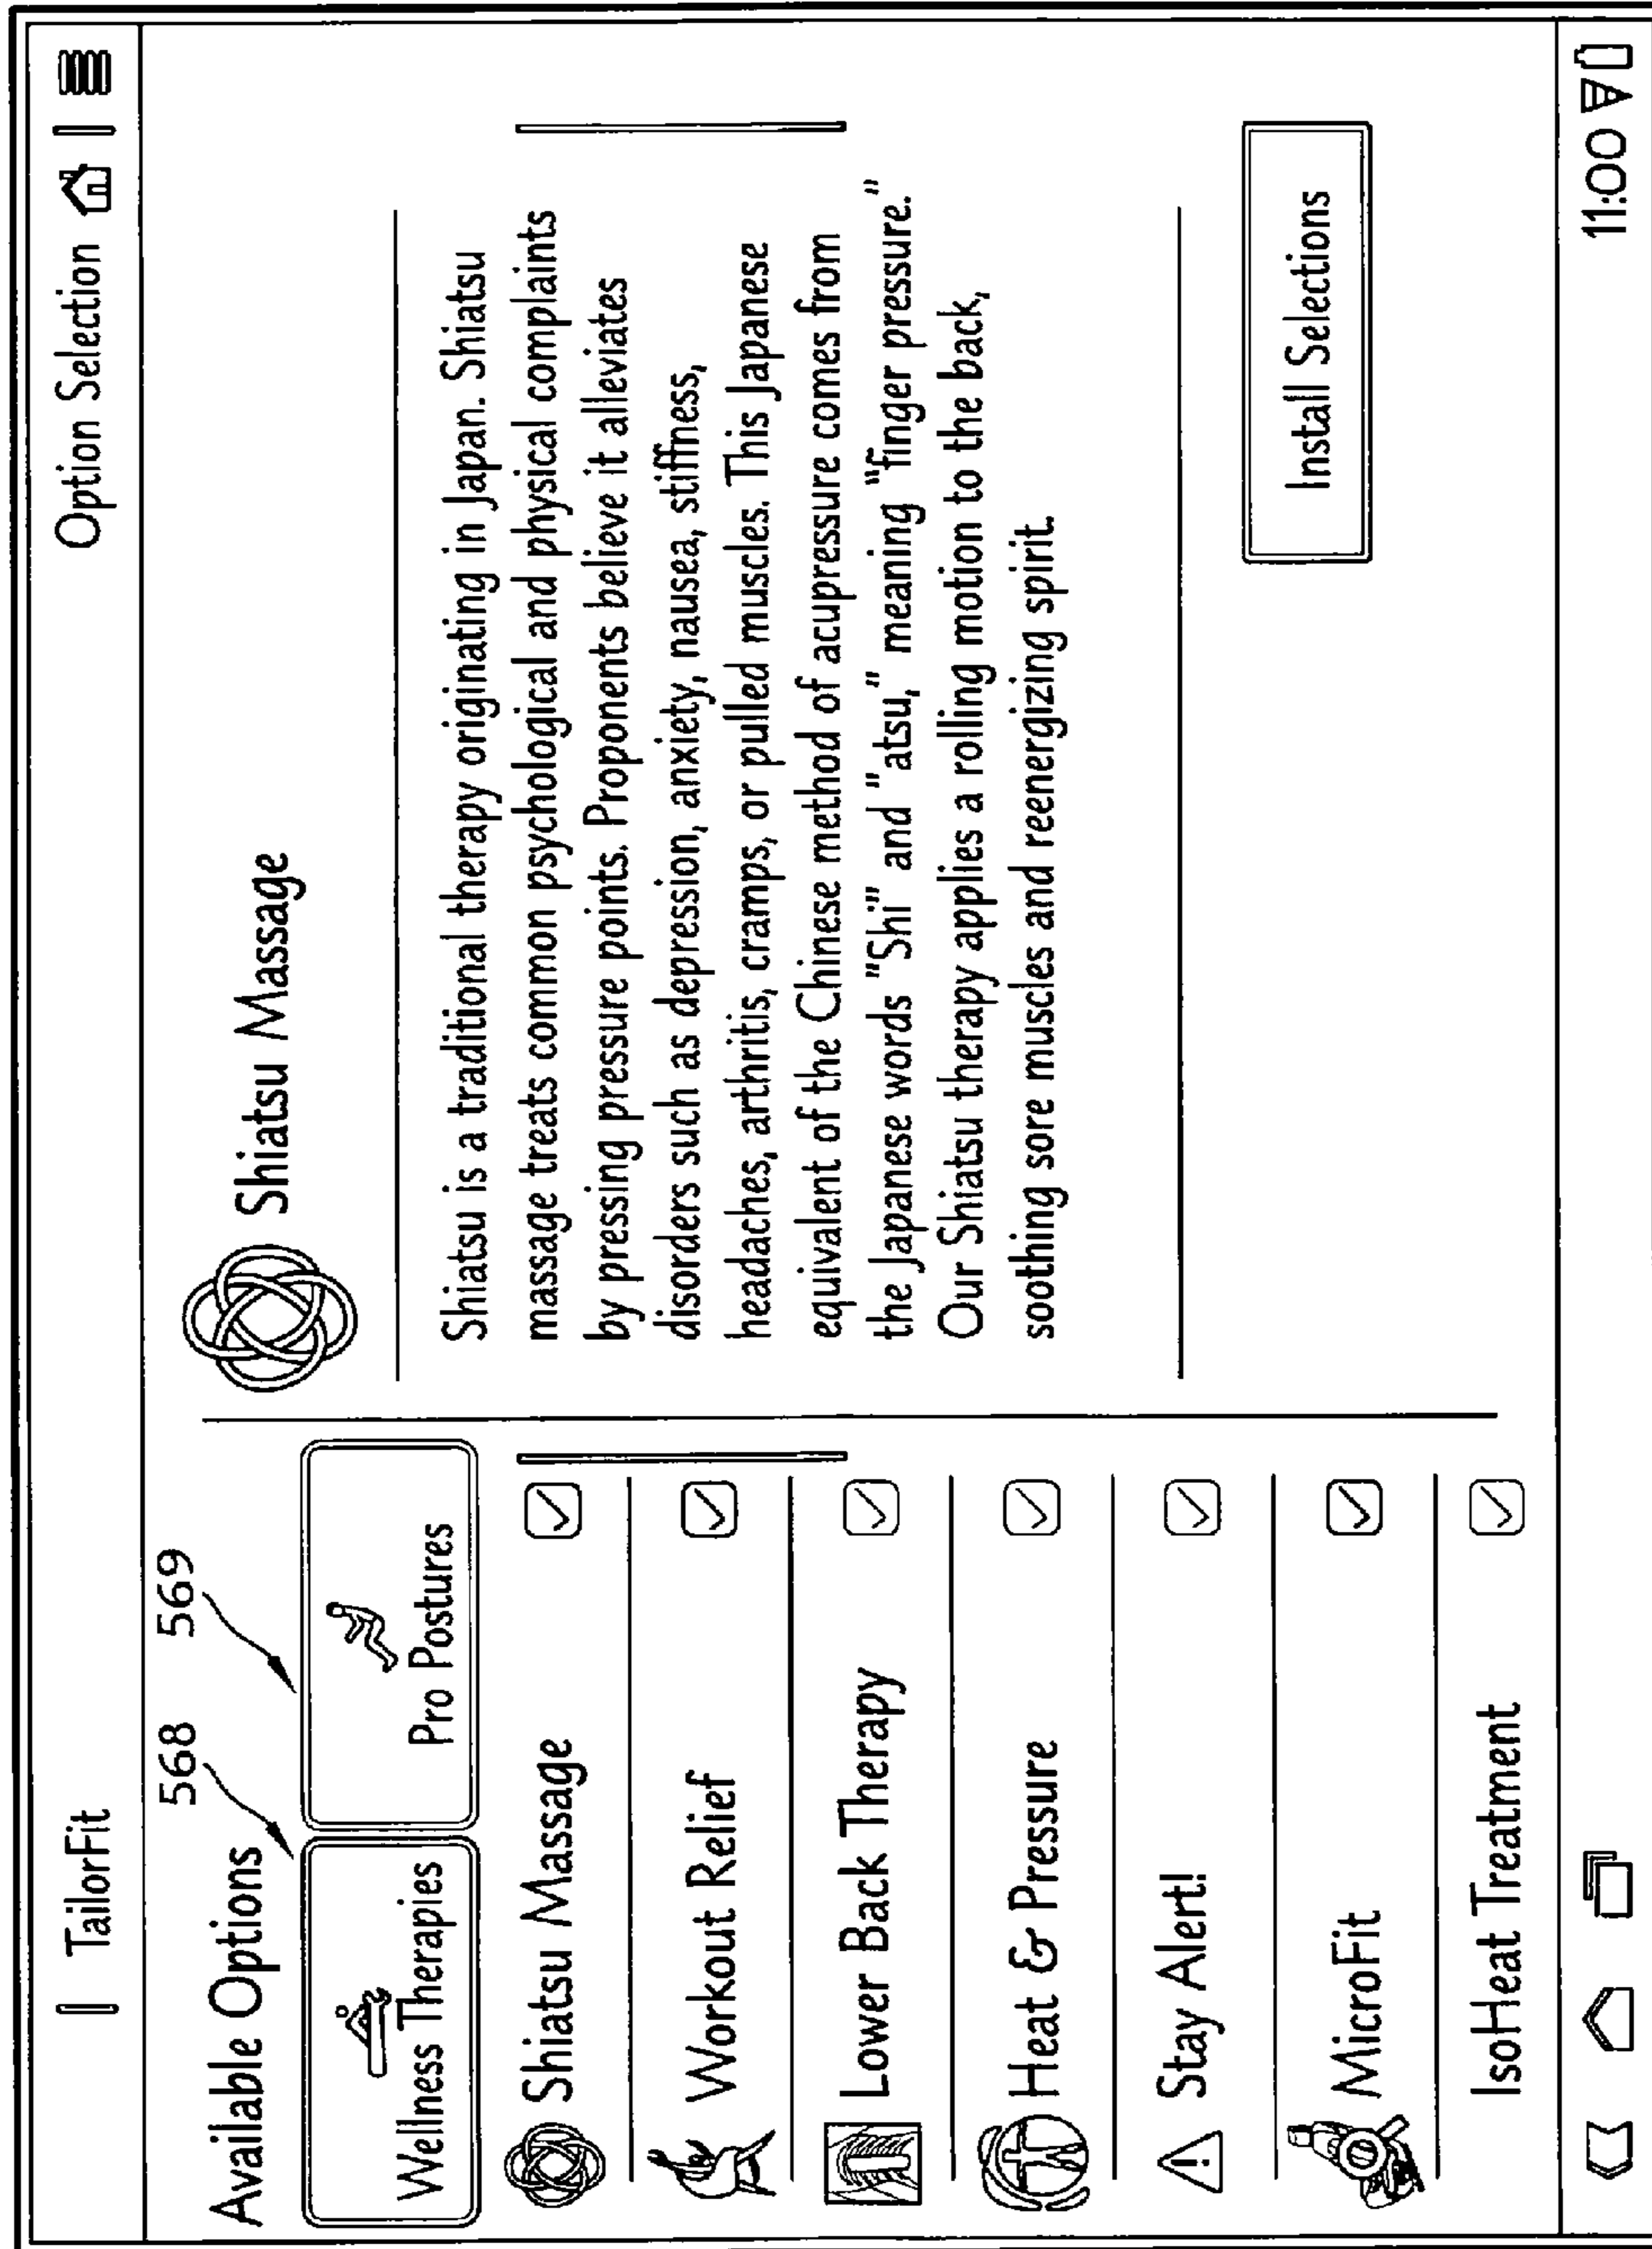 TailorFit
Option Selection
Available Options
568
569
Wellness Therapies
Pro Postures
Shiatsu Massage
Workout Relief
Lower Back Therapy
Heat & Pressure
Stay Alert!
MicroFit
IsoHeat Treatment
Shiatsu Massage
Shiatsu is a traditional therapy originating in Japan. Shiatsu
massage treats common psychological and physical complaints
by pressing pressure points. Proponents believe it alleviates
disorders such as depression, anxiety, nausea, stiffness,
headaches, arthritis, cramps, or pulled muscles. This Japanese
equivalent of the Chinese method of acupressure comes from
the Japanese words "Shi" and "atsu," meaning "finger pressure."
Our Shiatsu therapy applies a rolling motion to the back,
soothing sore muscles and reenergizing spirit.
Install Selections
11:00